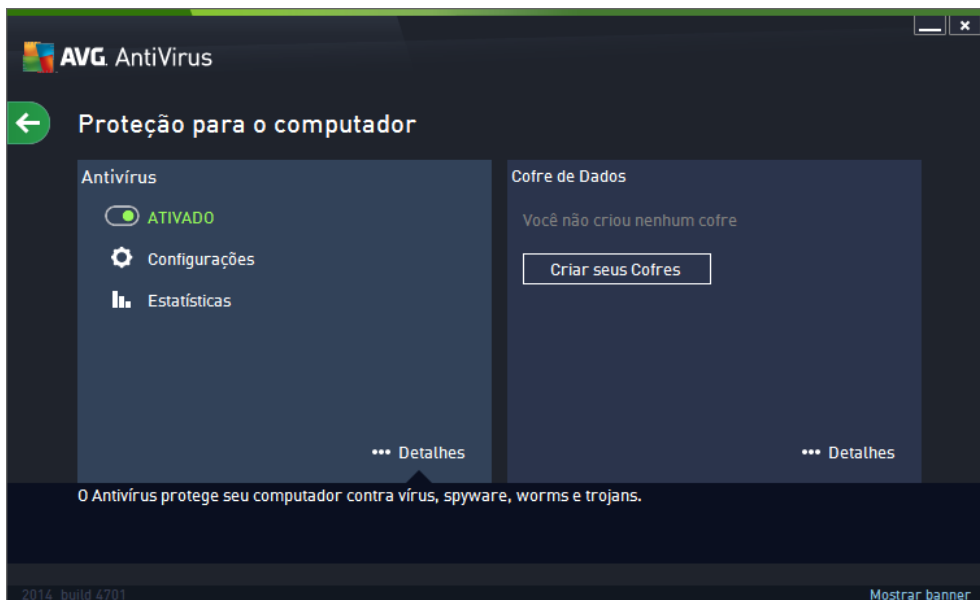 AVG. AntiVirus
Proteção para o computador
Antivírus
ATIVADO
Configurações
Estatísticas
••• Detalhes
Cofre de Dados
Você não criou nenhum cofre
Criar seus Cofres
••• Detalhes
O Antivírus protege seu computador contra vírus, spyware, worms e trojans.
2014 build 4701
Mostrar banner